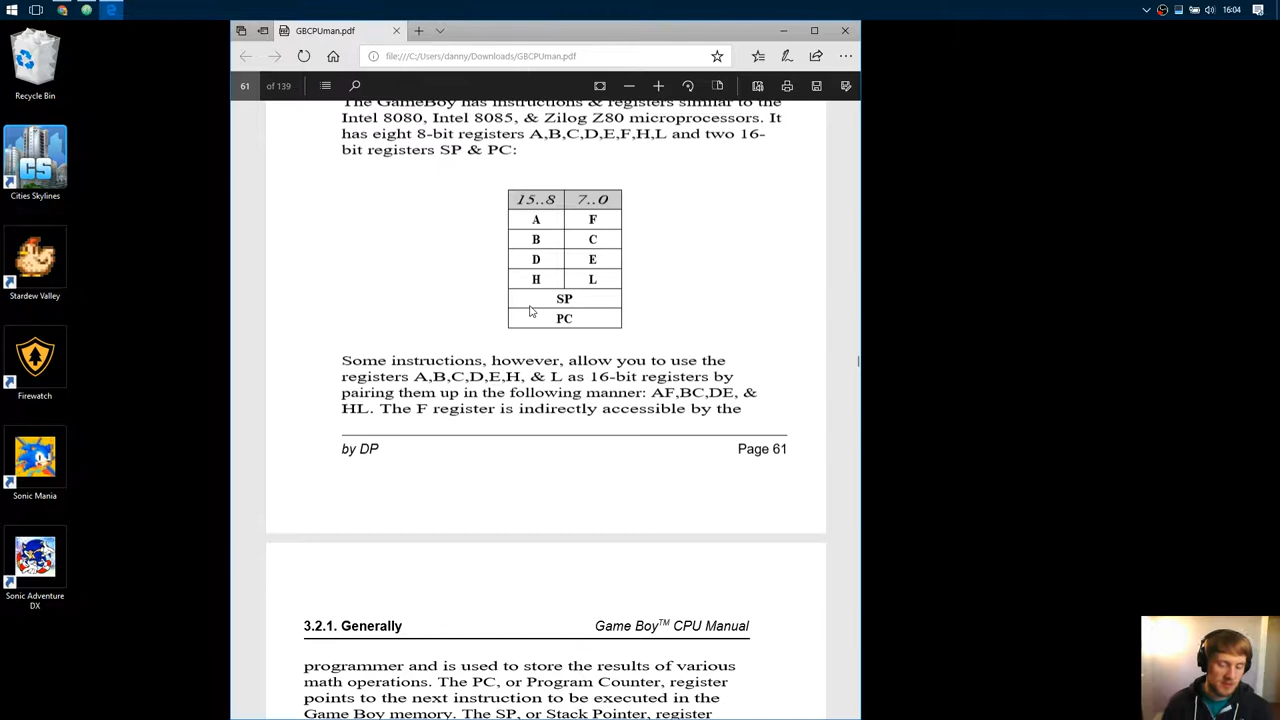 16:04
GBCPUman.pdf
file:///C:/Users/danny/Downloads/GBCPUman.pdf
61 of 139
Recycle Bin
CS
Cities Skylines
Stardew Valley
Firewatch
Sonic Mania
Sonic Adventure
DX
The GameBoy has instructions & registers similar to the
Intel 8080, Intel 8085, & Zilog Z80 microprocessors. It
has eight 8-bit registers A,B,C,D,E,F,H,L and two 16-
bit registers SP & PC:
15..8 7..0
A F
B C
D E
H L
SP
PC
Some instructions, however, allow you to use the
registers A,B,C,D,E,H, & L as 16-bit registers by
pairing them up in the following manner: AF,BC,DE, &
HL. The F register is indirectly accessible by the
by DP Page 61
3.2.1. Generally Game Boy™ CPU Manual
programmer and is used to store the results of various
math operations. The PC, or Program Counter, register
points to the next instruction to be executed in the
Game Boy memory. The SP, or Stack Pointer, register